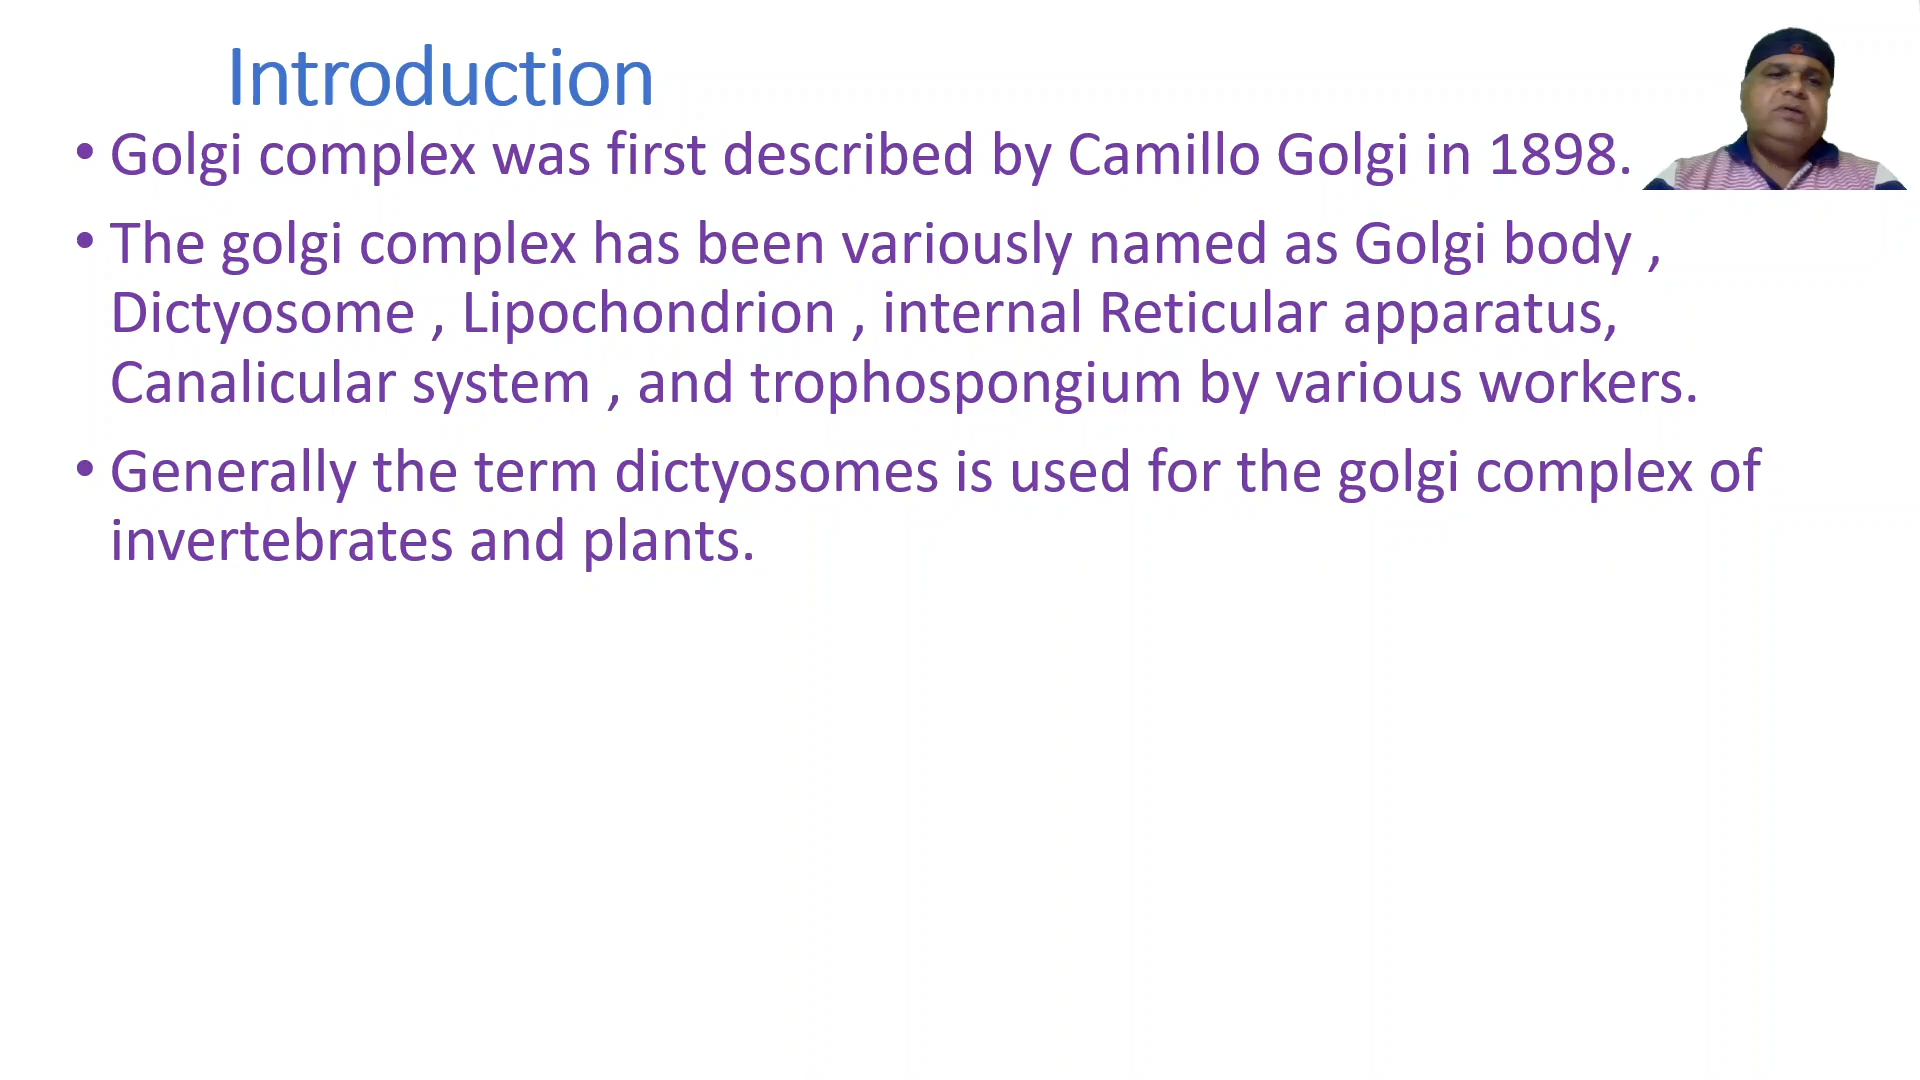 Introduction
• Golgi complex was first described by Camillo Golgi in 1898.
• The golgi complex has been variously named as Golgi body ,
Dictyosome , Lipochondrion , internal Reticular apparatus,
Canalicular system , and trophospongium by various workers.
• Generally the term dictyosomes is used for the golgi complex of
invertebrates and plants.